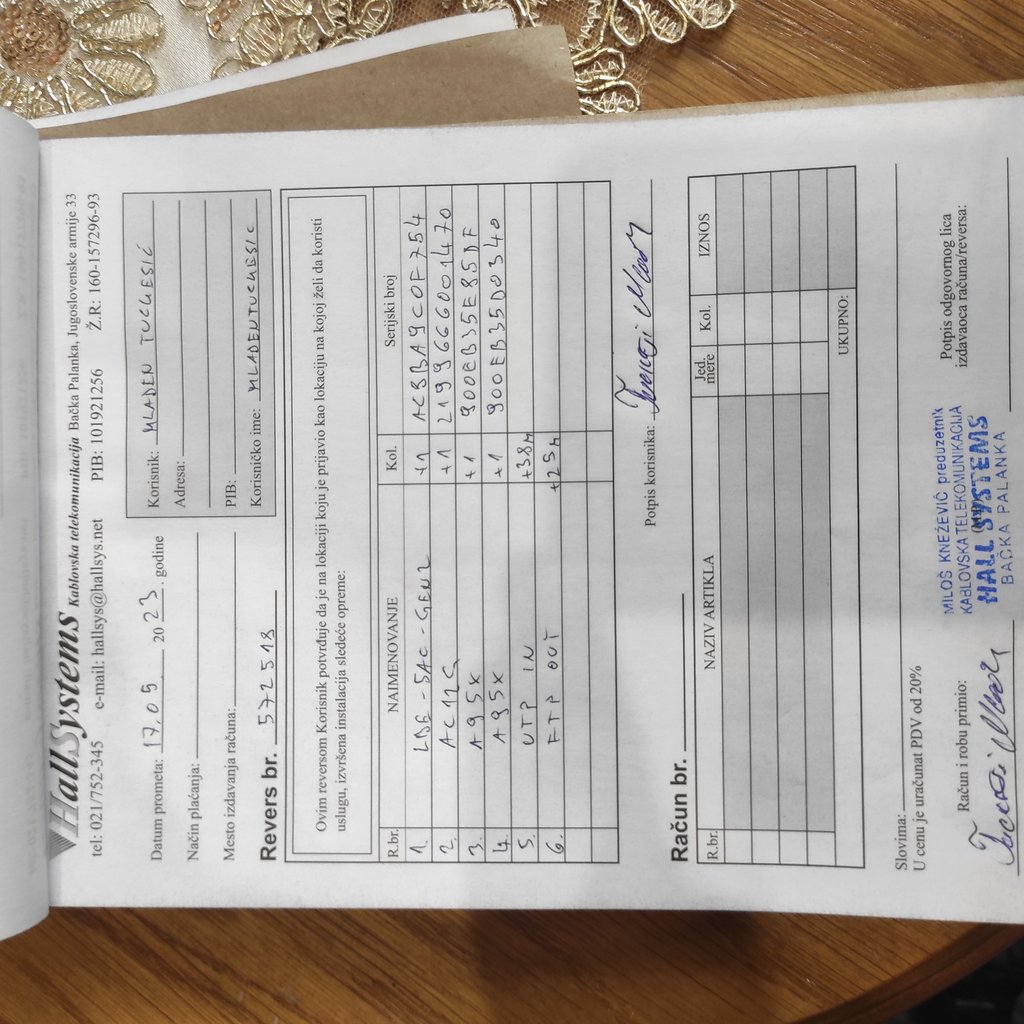 HallSystems Kablovska telekomunikacija Bačka Palanka, Jugoslovenske armije 33
tel: 021/752-345 e-mail: hallsys@hallsys.net PIB: 101921256 Ž.R: 160-157296-93
Datum prometa: 17.05 2023. godine
Način plaćanja:
Mesto izdavanja računa:
Korisnik: MLADEN TUCUESIĆ
Adresa:
PIB:
Korisničko ime: MLADENTUCUESIC
Revers br. 572518
Ovim reversom Korisnik potvrđuje da je na lokaciji koju je prijavio kao lokaciju na kojoj želi da koristi
uslugu, izvršena instalacija sledeće opreme:
R.br. NAIMENOVANJE Kol. Serijski broj
1. LBE-5AC-GEN2 +1 AC8BA9C0F754
2. AC11G +1 2199666001470
3. A95X +1 900EB35E85DF
4. A95X +1 900EB35D0340
5. UTP IN +38m
6. FTP OUT +25m
Potpis korisnika:
Račun br.
R.br. NAZIV ARTIKLA Jed. mere Kol. IZNOS
UKUPNO:
Slovima:
U cenu je uračunat PDV od 20%
Račun i robu primio:
MILOŠ KNEŽEVIĆ preduzetnik
KABLOVSKA TELEKOMUNIKACIJA
HALL SYSTEMS
BAČKA PALANKA
Potpis odgovornog lica
izdavaoca računa/reversa: